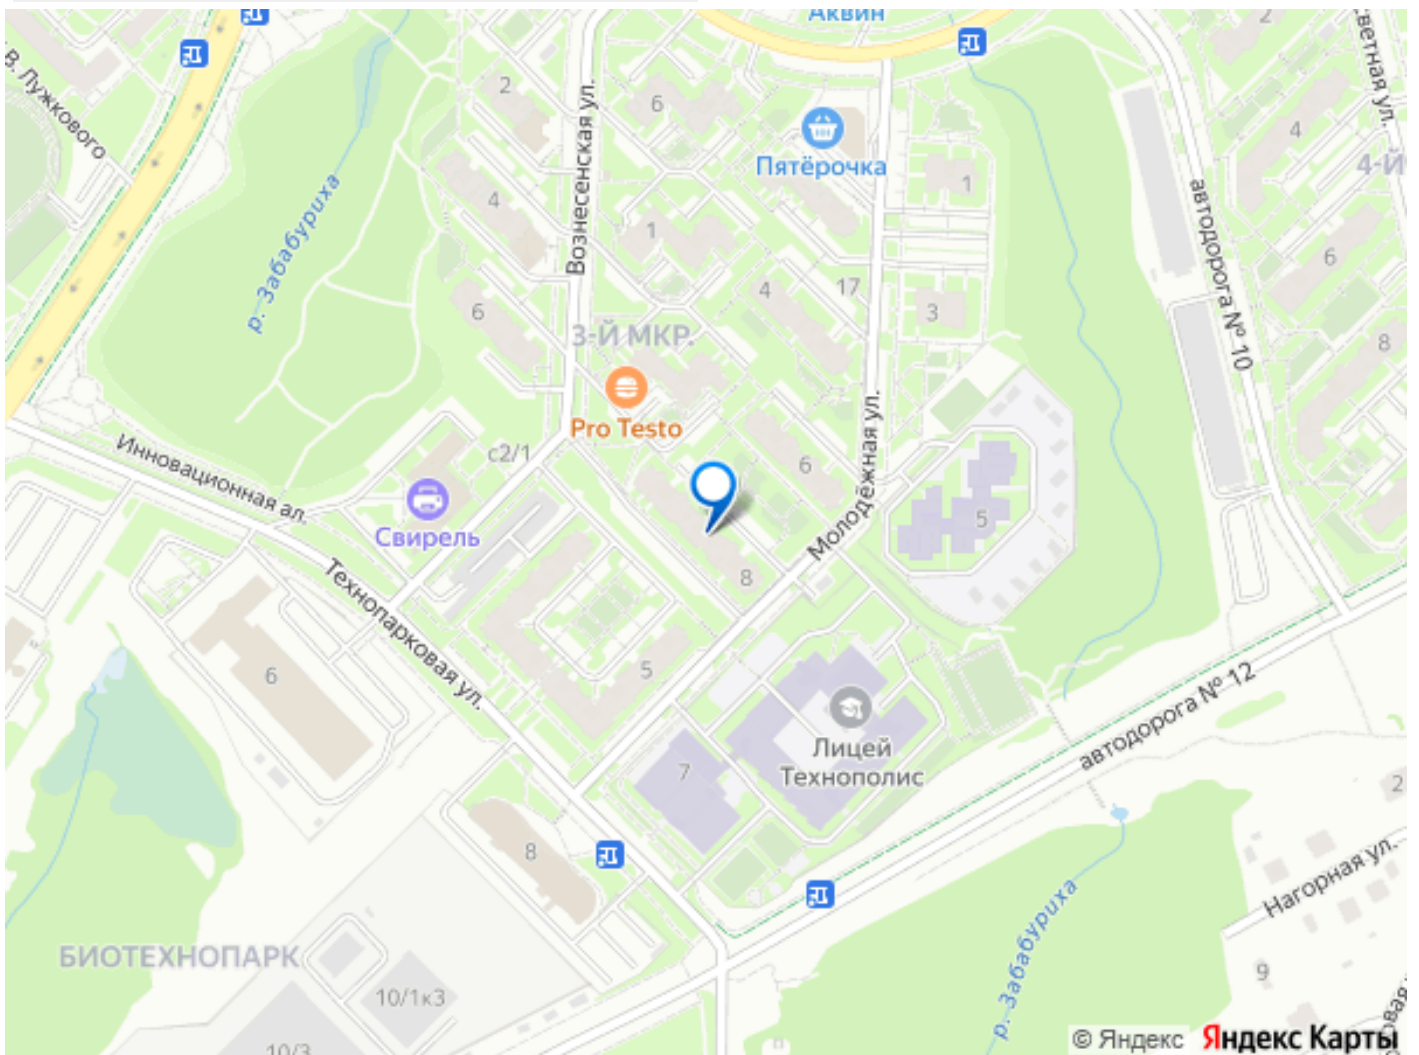 Аквин
В. Лужкового
2
6
Вознесенская ул.
Пятёрочка
2
4
светная ул.
4-Й
р. Забабуриха
4
1
1
автодорога № 10
6
6
4
17
3
8
3-Й МКР.
Pro Testo
Молодёжная ул.
Инновационная ал.
с2/1
6
5
Свирель
Технопарковая ул.
8
6
5
автодорога № 12
Лицей
Технополис
7
2
8
Нагорная ул.
р. Забабуриха
БИОТЕХНОПАРК
9
10/1к3
10/3
© Яндекс Яндекс Карты